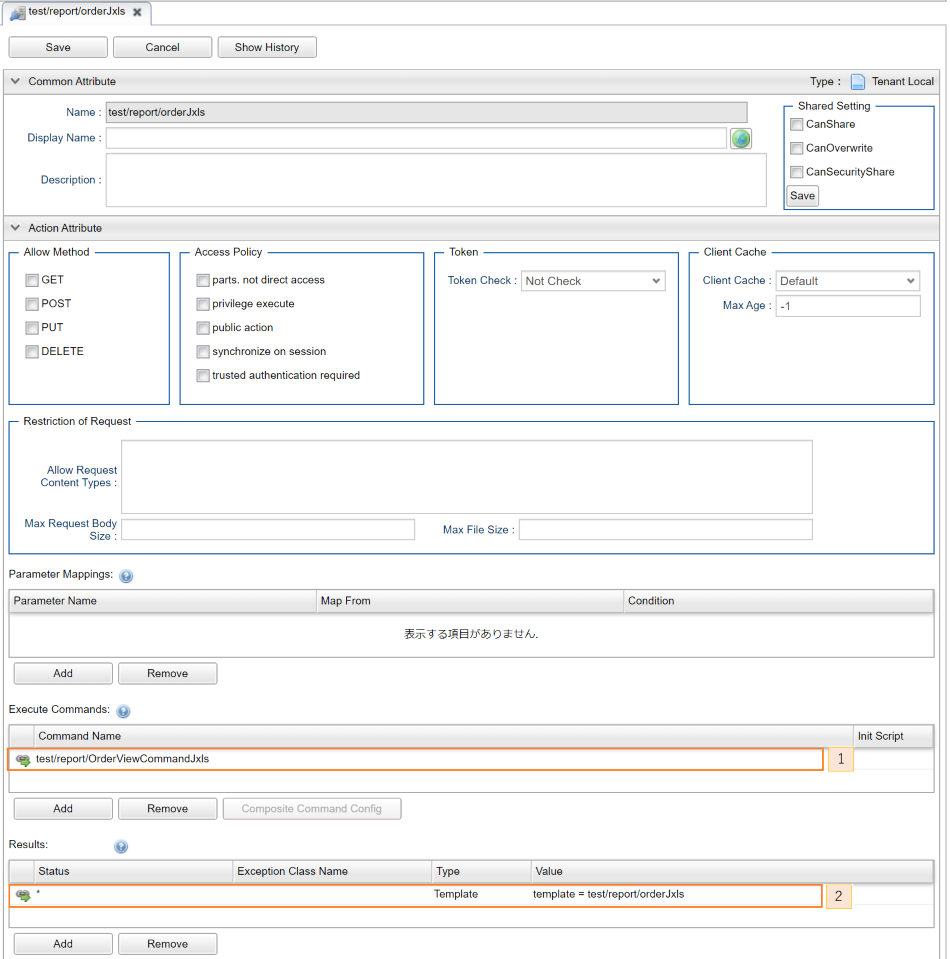 test/report/orderJxls
Save Cancel Show History
Common Attribute Type : Tenant Local
Name : test/report/orderJxls
Display Name :
Description :
Shared Setting
CanShare
CanOverwrite
CanSecurityShare
Save
Action Attribute
Allow Method
GET
POST
PUT
DELETE
Access Policy
parts. not direct access
privilege execute
public action
synchronize on session
trusted authentication required
Token
Token Check : Not Check
Client Cache
Client Cache : Default
Max Age : -1
Restriction of Request
Allow Request
Content Types :
Max Request Body
Size :
Max File Size :
Parameter Mappings:
Parameter Name Map From Condition
表示する項目がありません.
Add Remove
Execute Commands:
Command Name Init Script
test/report/OrderViewCommandJxls 1
Add Remove Composite Command Config
Results:
Status Exception Class Name Type Value
* Template template = test/report/orderJxls 2
Add Remove